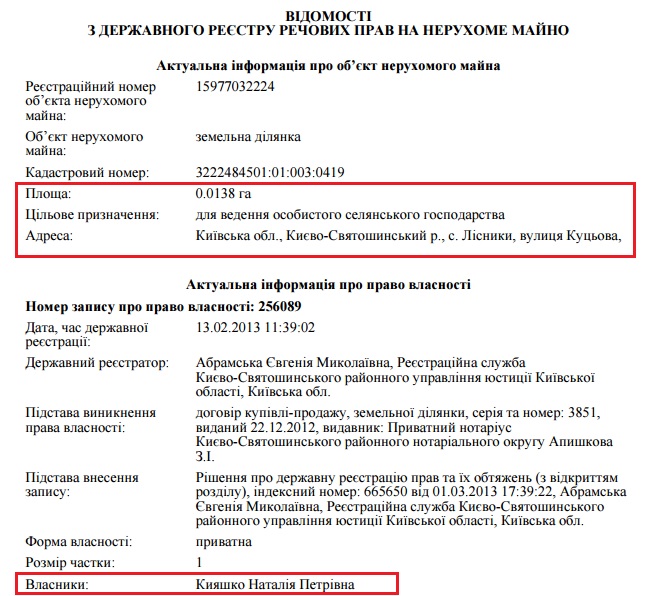 ВІДОМОСТІ
З ДЕРЖАВНОГО РЕЄСТРУ РЕЧОВИХ ПРАВ НА НЕРУХОМЕ МАЙНО
Актуальна інформація про об’єкт нерухомого майна
Реєстраційний номер об’єкта нерухомого майна: 15977032224
Об’єкт нерухомого майна: земельна ділянка
Кадастровий номер: 3222484501:01:003:0419
Площа: 0.0138 га
Цільове призначення: для ведення особистого селянського господарства
Адреса: Київська обл., Києво-Святошинський р., с. Лісники, вулиця Куцьова,
Актуальна інформація про право власності
Номер запису про право власності: 256089
Дата, час державної реєстрації: 13.02.2013 11:39:02
Державний реєстратор: Абрамська Євгенія Миколаївна, Реєстраційна служба
Києво-Святошинського районного управління юстиції Київської
області, Київська обл.
Підстава виникнення права власності: договір купівлі-продажу, земельної ділянки, серія та номер: 3851,
виданий 22.12.2012, видавник: Приватний нотаріус
Києво-Святошинського районного нотаріального округу Апишкова
З.І.
Підстава внесення запису: Рішення про державну реєстрацію прав та їх обтяжень (з відкриттям
розділу), індексний номер: 665650 від 01.03.2013 17:39:22, Абрамська
Євгенія Миколаївна, Реєстраційна служба Києво-Святошинського
районного управління юстиції Київської області, Київська обл.
Форма власності: приватна
Розмір частки: 1
Власники: Кияшко Наталія Петрівна